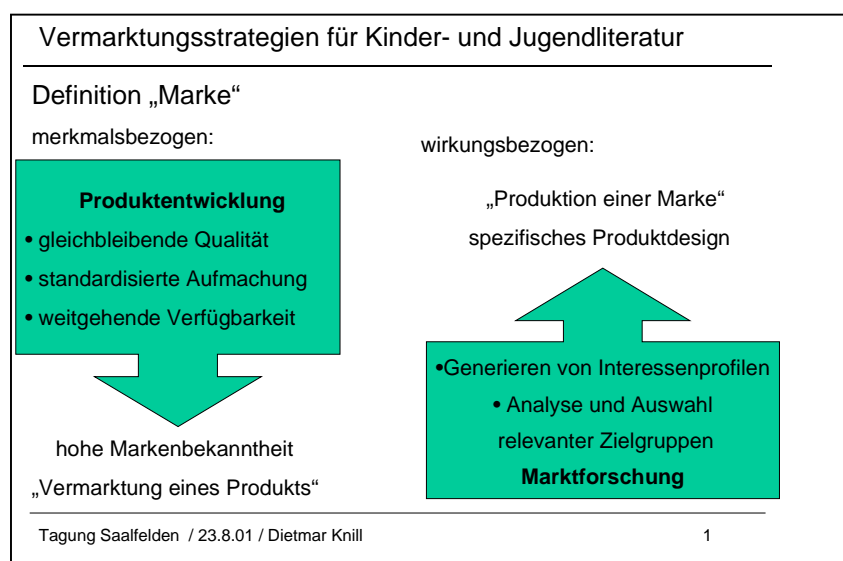 Vermarktungsstrategien für Kinder- und Jugendliteratur
Definition „Marke“
merkmalsbezogen:
Produktentwicklung
• gleichbleibende Qualität
• standardisierte Aufmachung
• weitgehende Verfügbarkeit
hohe Markenbekanntheit
„Vermarktung eines Produkts“
wirkungsbezogen:
„Produktion einer Marke“
spezifisches Produktdesign
•Generieren von Interessenprofilen
• Analyse und Auswahl
relevanter Zielgruppen
Marktforschung
Tagung Saalfelden / 23.8.01 / Dietmar Knill 1